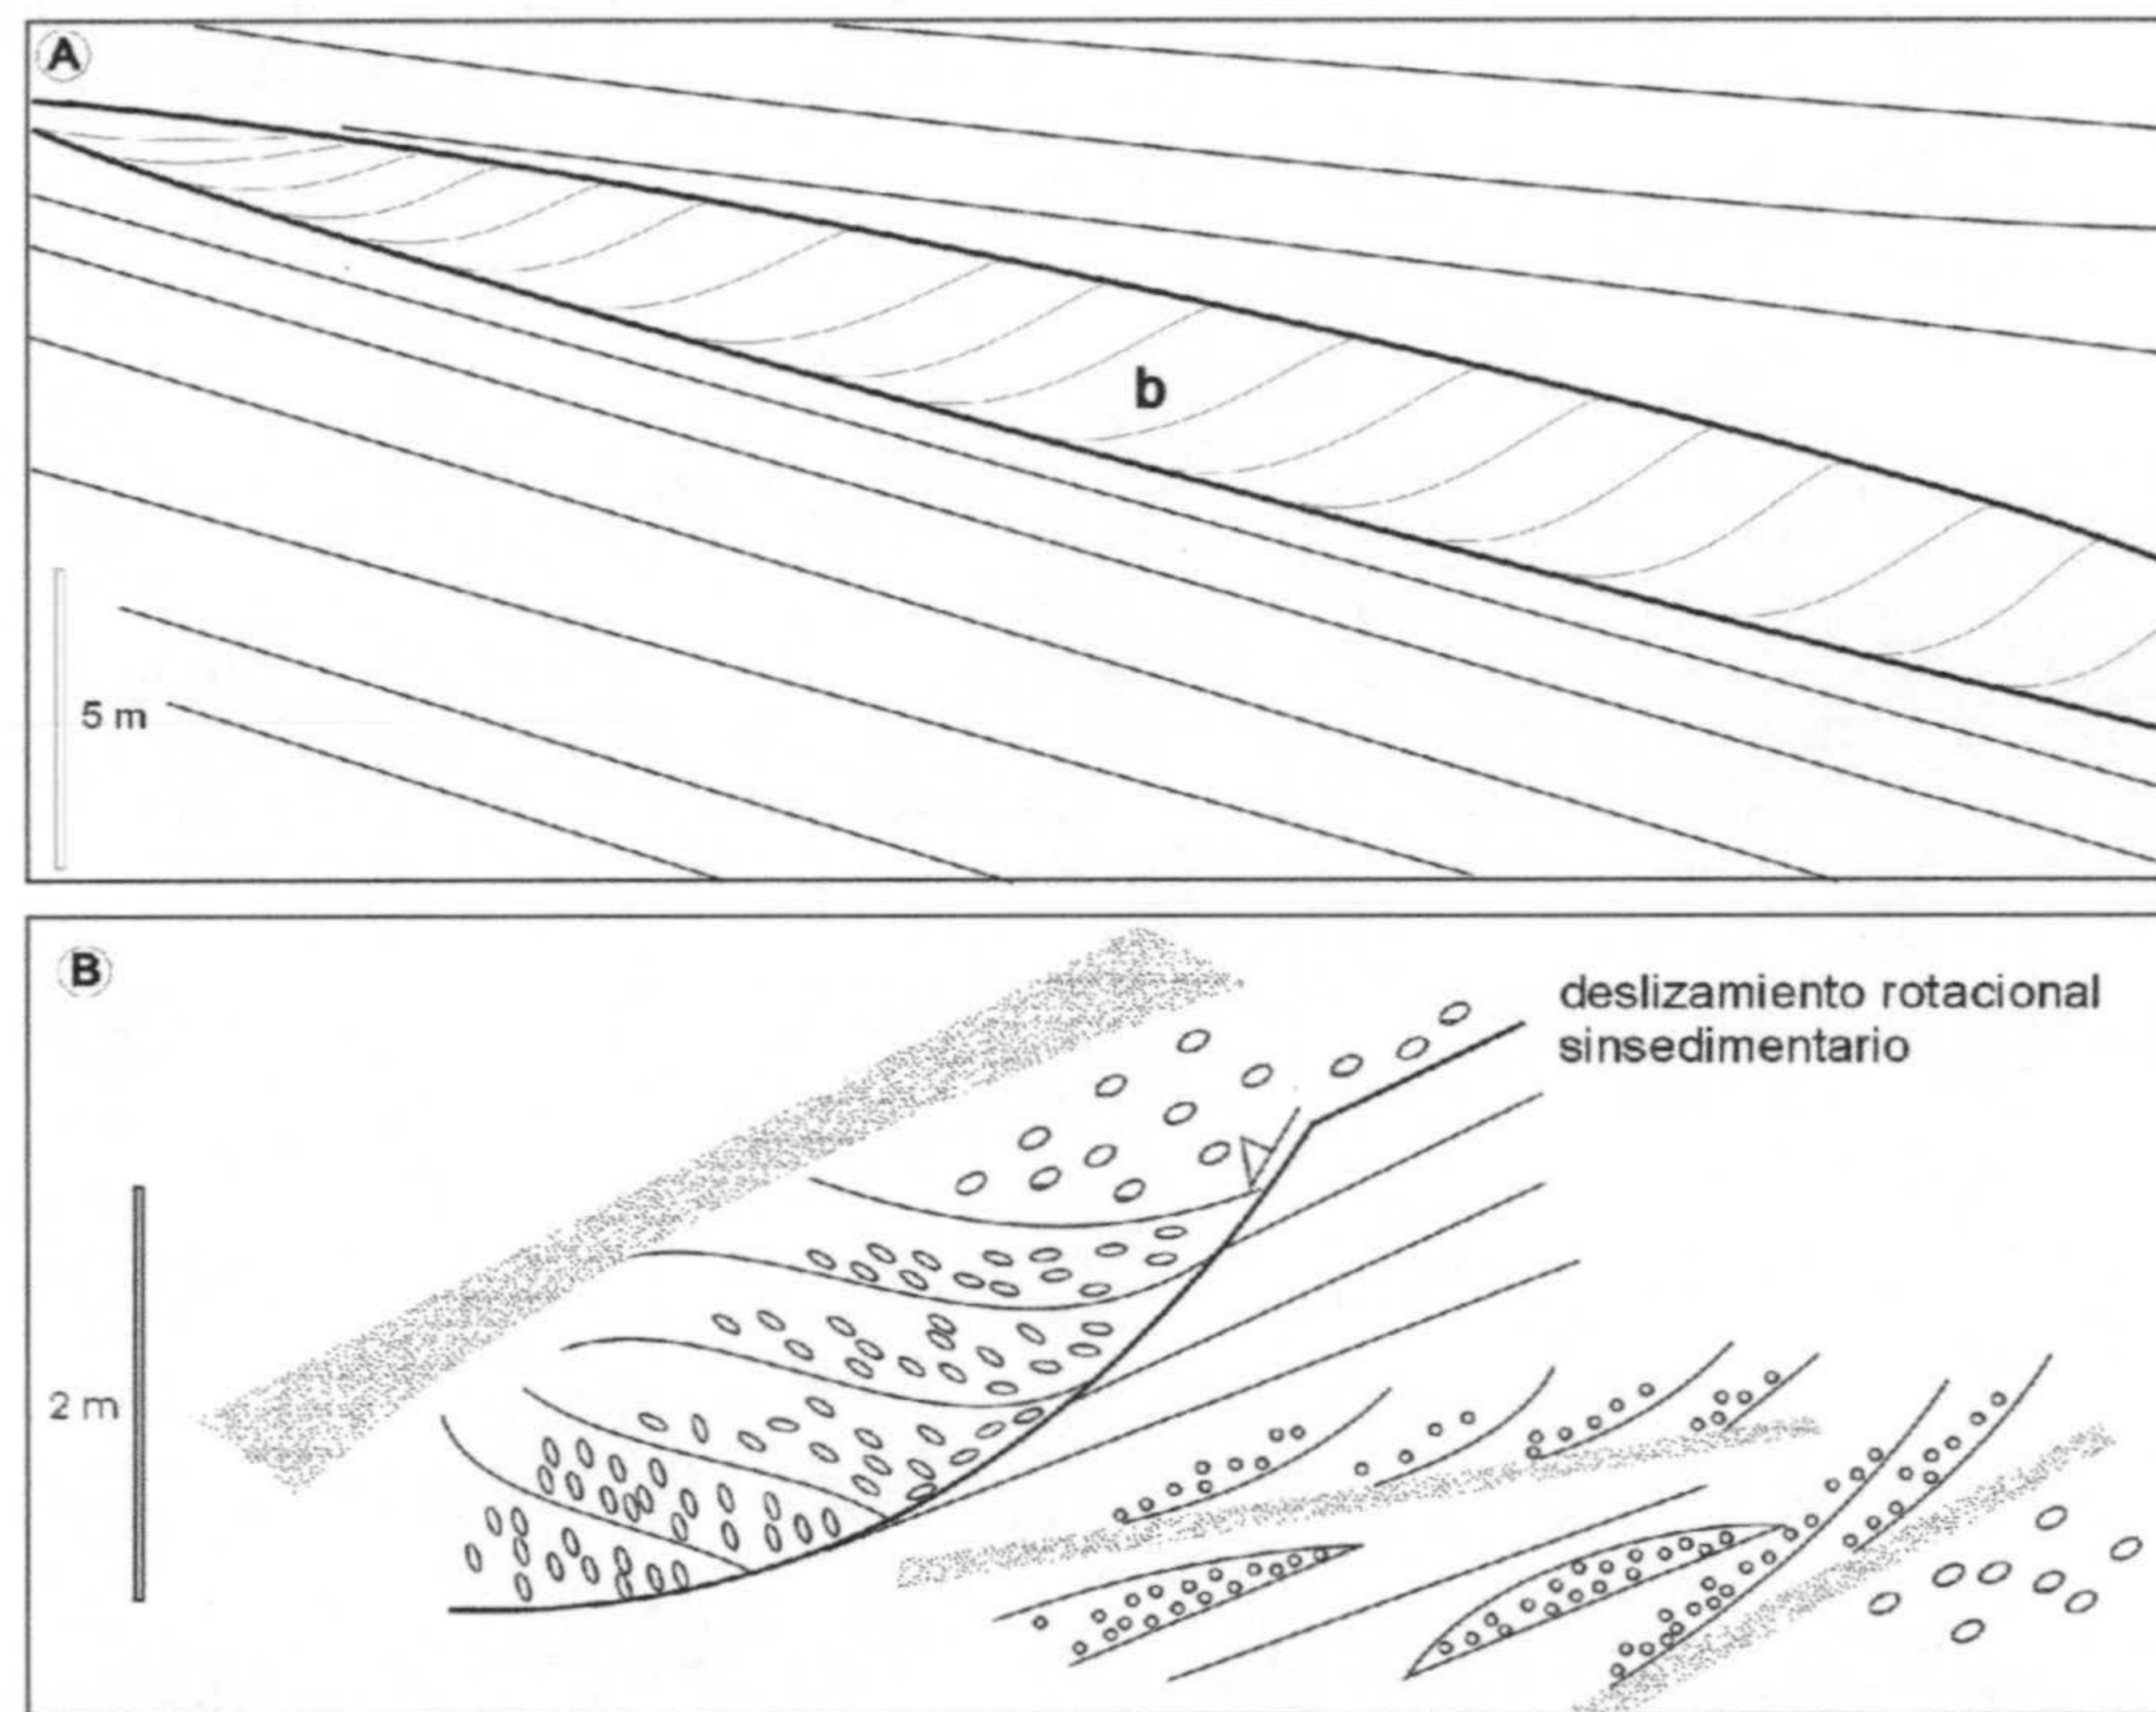 A
b
5 m
B
deslizamiento rotacional
sinsedimentario
2 m